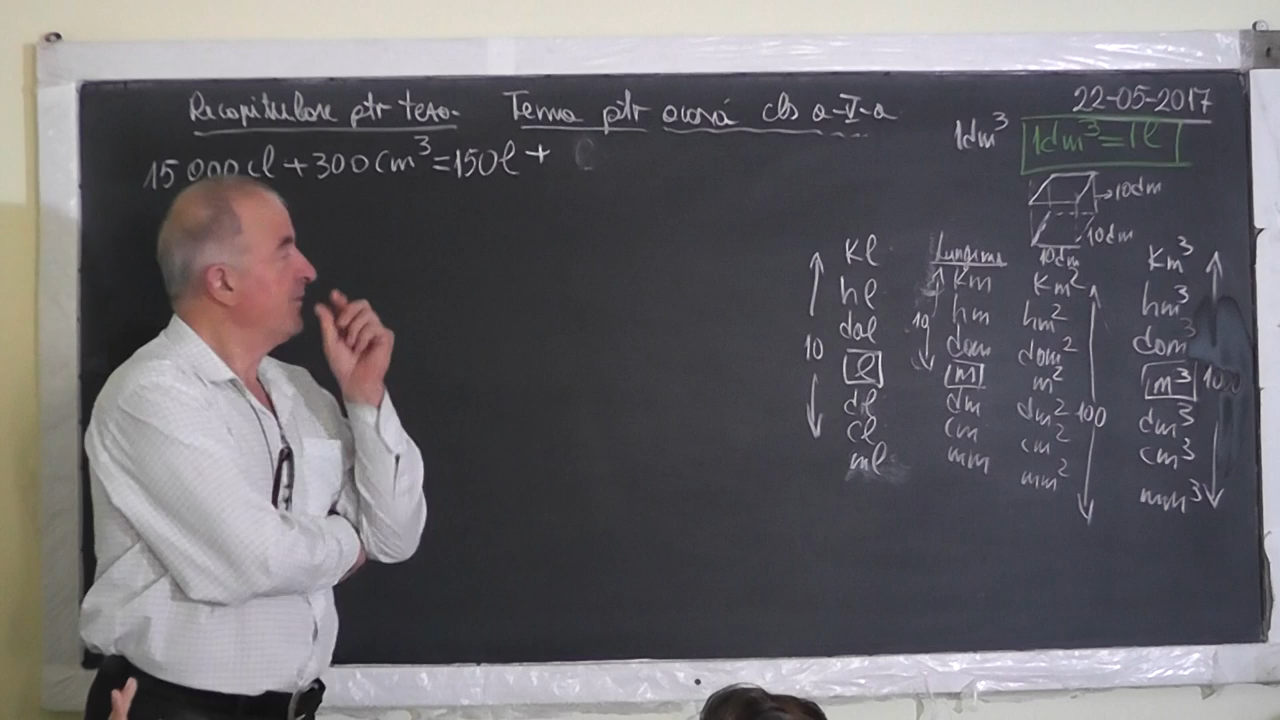 Recapitulare ptr teza. Tema ptr acasă cls a-V-a 22-05-2017
15 000 cl + 300 cm³ = 150 l +
1dm³
1dm³ = 1l
10dm
10dm
10dm
kl
hl
dal
l
dl
cl
ml
10
Lungime
km
hm
dam
m
dm
cm
mm
10
km²
hm²
dam²
m²
dm²
cm²
mm²
100
km³
hm³
dam³
m³
dm³
cm³
mm³
1000